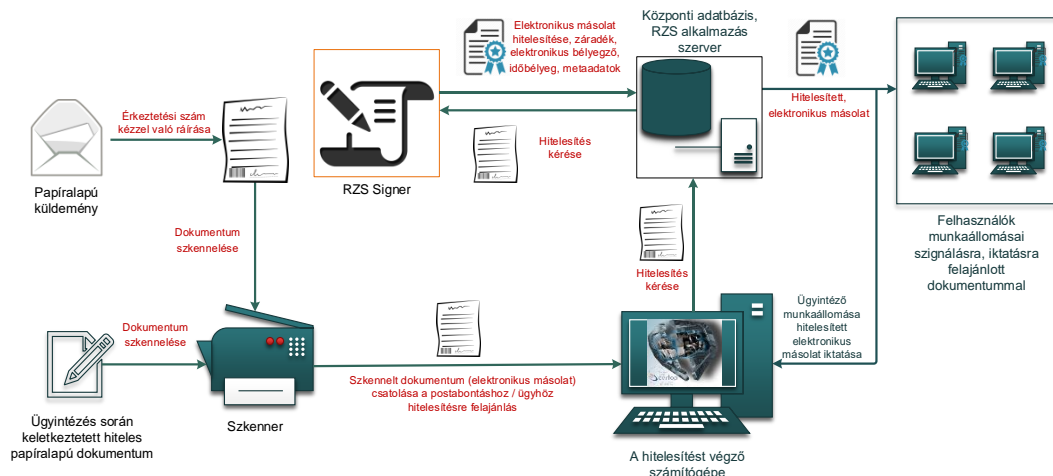 Elektronikus másolat
hitelesítése, záradék,
elektronikus bélyegző,
időbélyeg, metaadatok
Központi adatbázis,
RZS alkalmazás
szerver
Érkeztetési szám
kézzel való ráírása
Hitelesítés
kérése
Hitelesített,
elektronikus másolat
Papíralapú
küldemény
RZS Signer
Dokumentum
szkennelése
Hitelesítés
kérése
Felhasználók
munkaállomásai
szignálásra, iktatásra
felajánlott
dokumentummal
Dokumentum
szkennelése
Ügyintéző
munkaállomása
hitelesített
elektronikus
másolat iktatása
Szkennelt dokumentum (elektronikus másolat)
csatolása a postabontáshoz / ügyhöz
hitelesítésre felajánlás
Ügyintézés során
keletkeztetett hiteles
papíralapú dokumentum
Szkenner
A hitelesítést végző
számítógépe